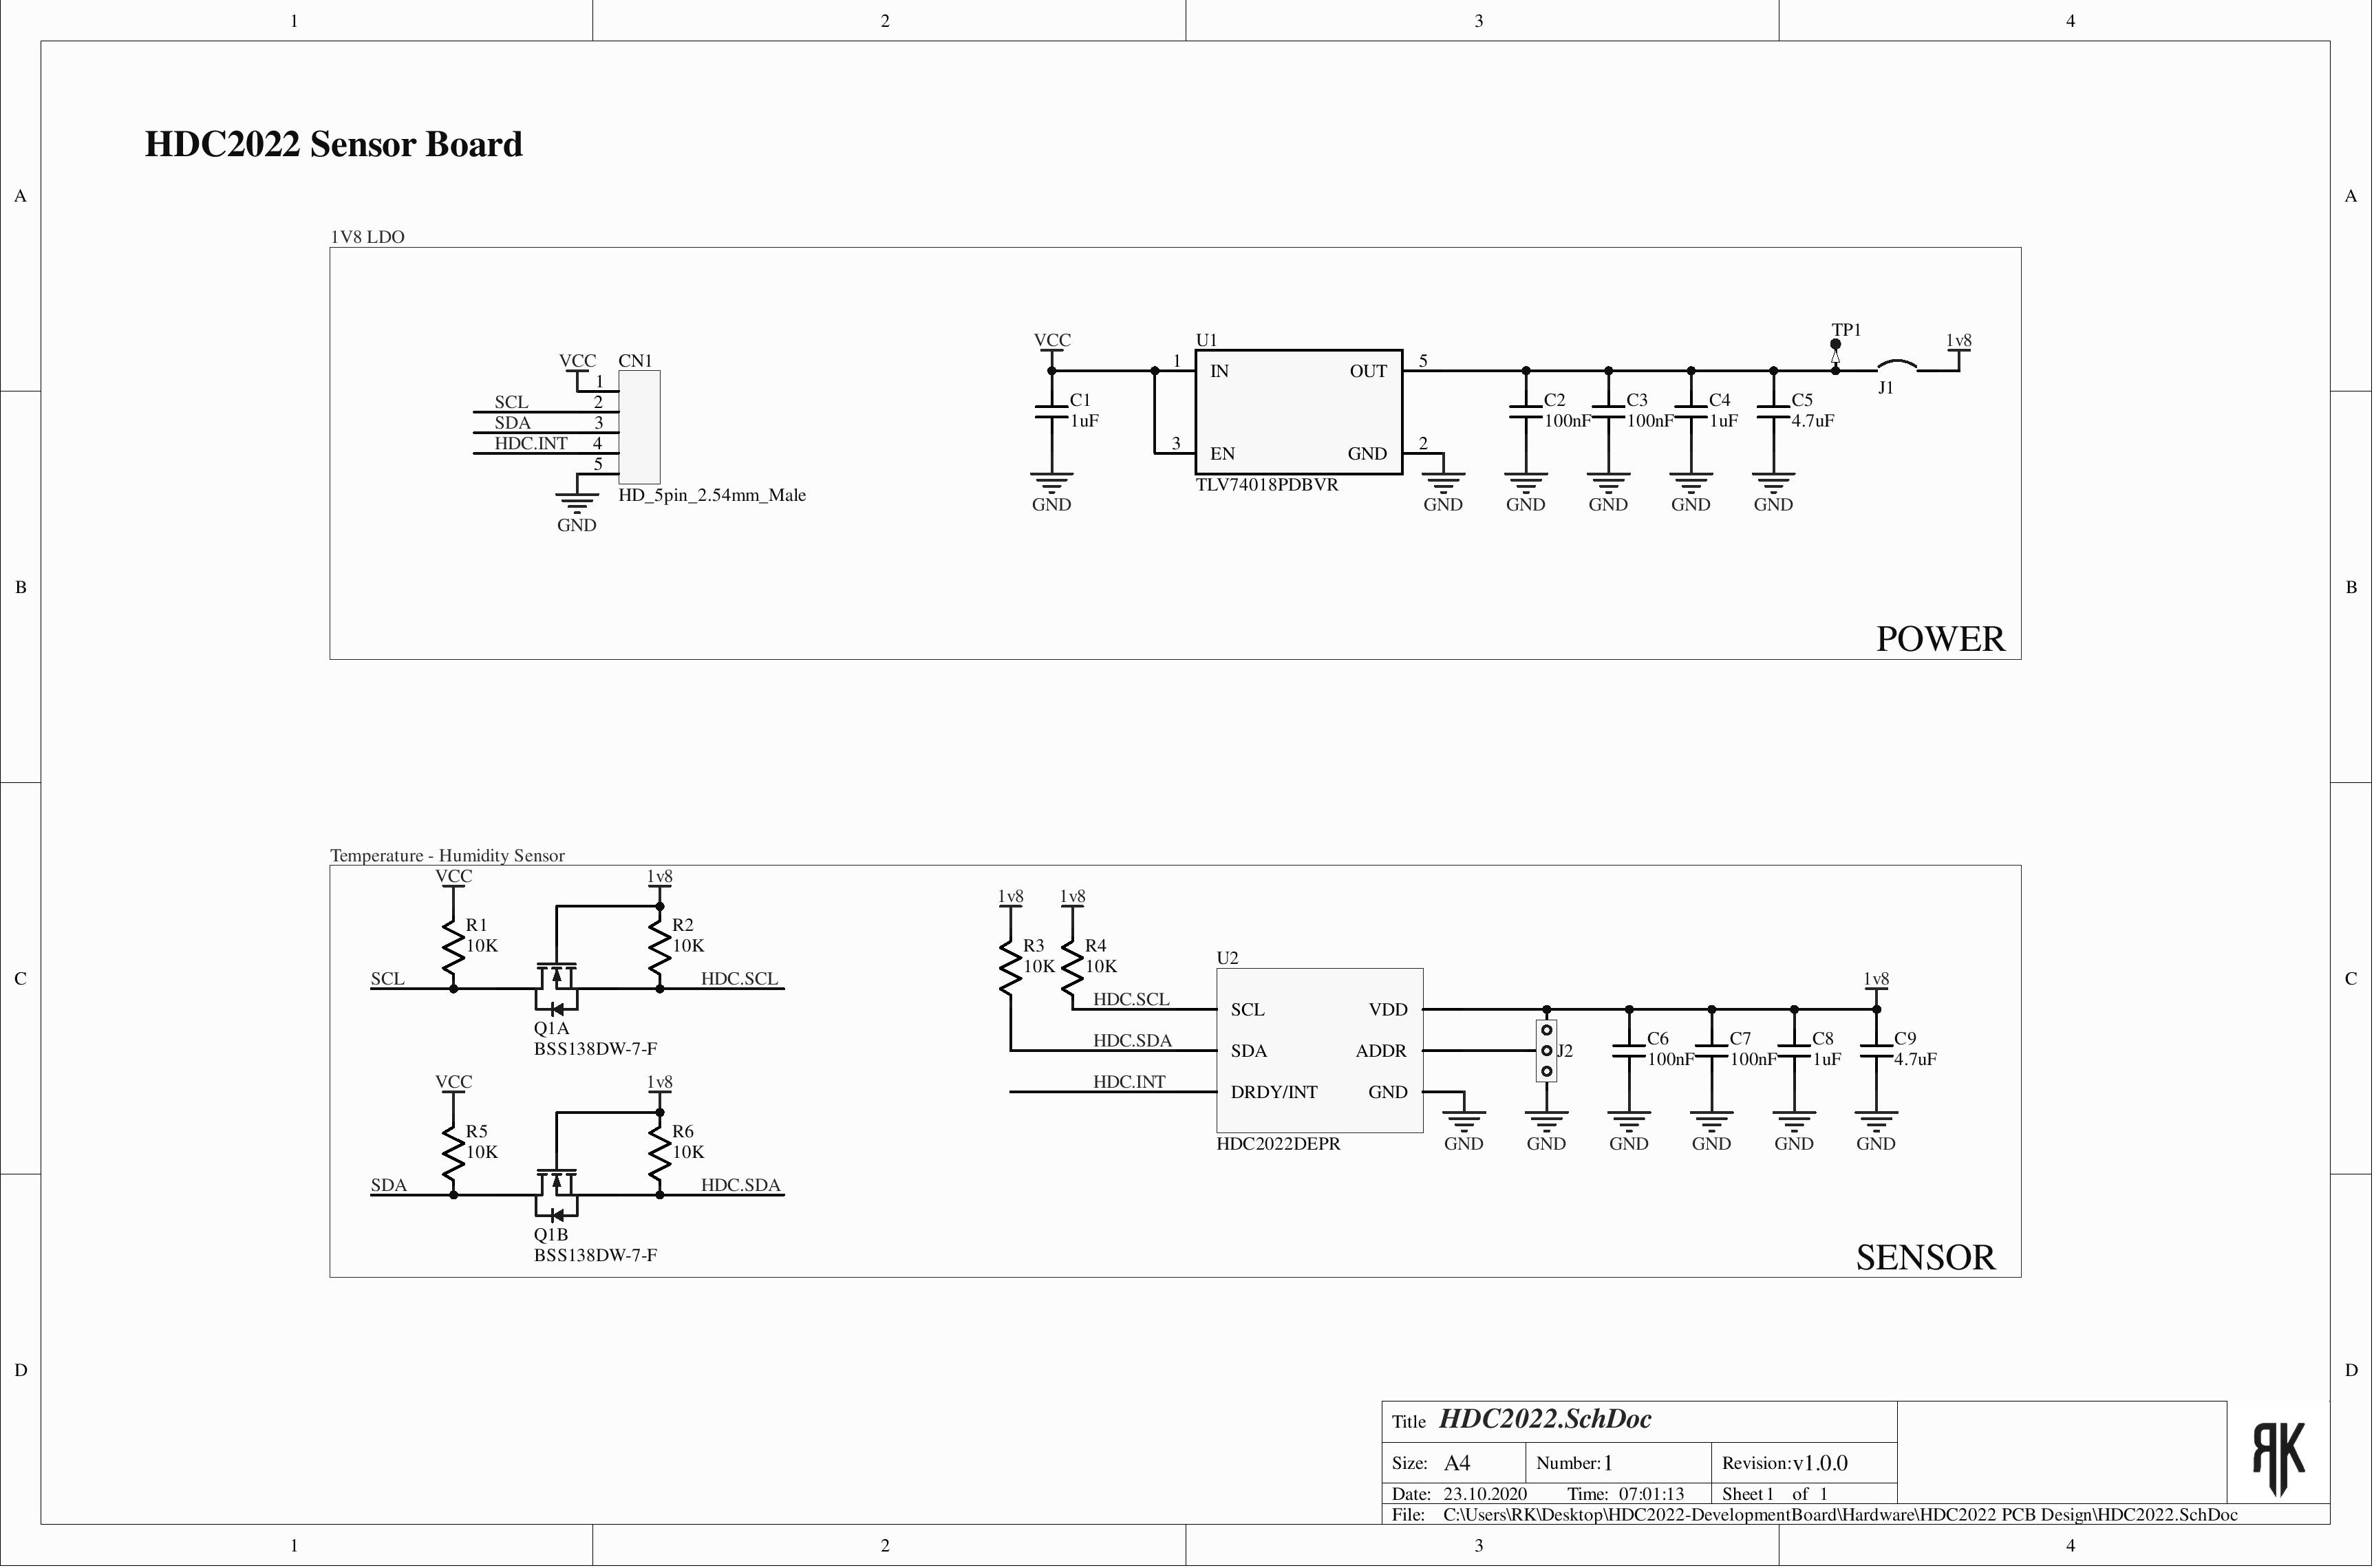 1 2 3 4
HDC2022 Sensor Board
A A
1V8 LDO
VCC CN1
1
SCL 2
SDA 3
HDC.INT 4
5
HD_5pin_2.54mm_Male
GND
VCC U1
1 IN OUT 5
C1
1uF
3 EN GND 2
TLV74018PDBVR
GND GND
C2
100nF
C3
100nF
C4
1uF
C5
4.7uF
GND GND GND GND
TP1
1v8
J1
B B
POWER
Temperature - Humidity Sensor
VCC 1v8
R1
10K
R2
10K
SCL HDC.SCL
Q1A
BSS138DW-7-F
VCC 1v8
R5
10K
R6
10K
SDA HDC.SDA
Q1B
BSS138DW-7-F
1v8 1v8
R3
10K
R4
10K
U2
HDC.SCL SCL VDD
HDC.SDA SDA ADDR
HDC.INT DRDY/INT GND
HDC2022DEPR
J2
1v8
C6
100nF
C7
100nF
C8
1uF
C9
4.7uF
GND GND GND GND GND GND
C C
SENSOR
D D
Title HDC2022.SchDoc
Size: A4 Number:1 Revision:v1.0.0
Date: 23.10.2020 Time: 07:01:13 Sheet1 of 1
File: C:\Users\RK\Desktop\HDC2022-DevelopmentBoard\Hardware\HDC2022 PCB Design\HDC2022.SchDoc
RK
1 2 3 4